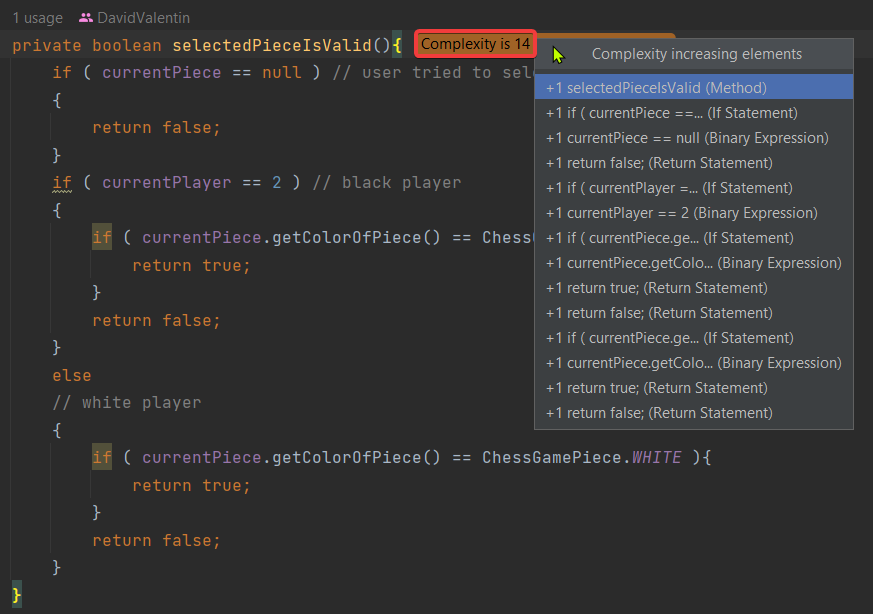 1 usage DavidValentin
private boolean selectedPieceIsValid(){ Complexity is 14
if ( currentPiece == null ) // user tried to
{
return false;
}
if ( currentPlayer == 2 ) // black player
{
if ( currentPiece.getColorOfPiece() ==
return true;
}
return false;
}
else
// white player
{
if ( currentPiece.getColorOfPiece() == ChessGamePiece.WHITE ){
return true;
}
return false;
}
}
Complexity increasing elements
+1 selectedPieceIsValid (Method)
+1 if ( currentPiece ==... (If Statement)
+1 currentPiece == null (Binary Expression)
+1 return false; (Return Statement)
+1 if ( currentPlayer =... (If Statement)
+1 currentPlayer == 2 (Binary Expression)
+1 if ( currentPiece.ge... (If Statement)
+1 currentPiece.getColo... (Binary Expression)
+1 return true; (Return Statement)
+1 return false; (Return Statement)
+1 if ( currentPiece.ge... (If Statement)
+1 currentPiece.getColo... (Binary Expression)
+1 return true; (Return Statement)
+1 return false; (Return Statement)